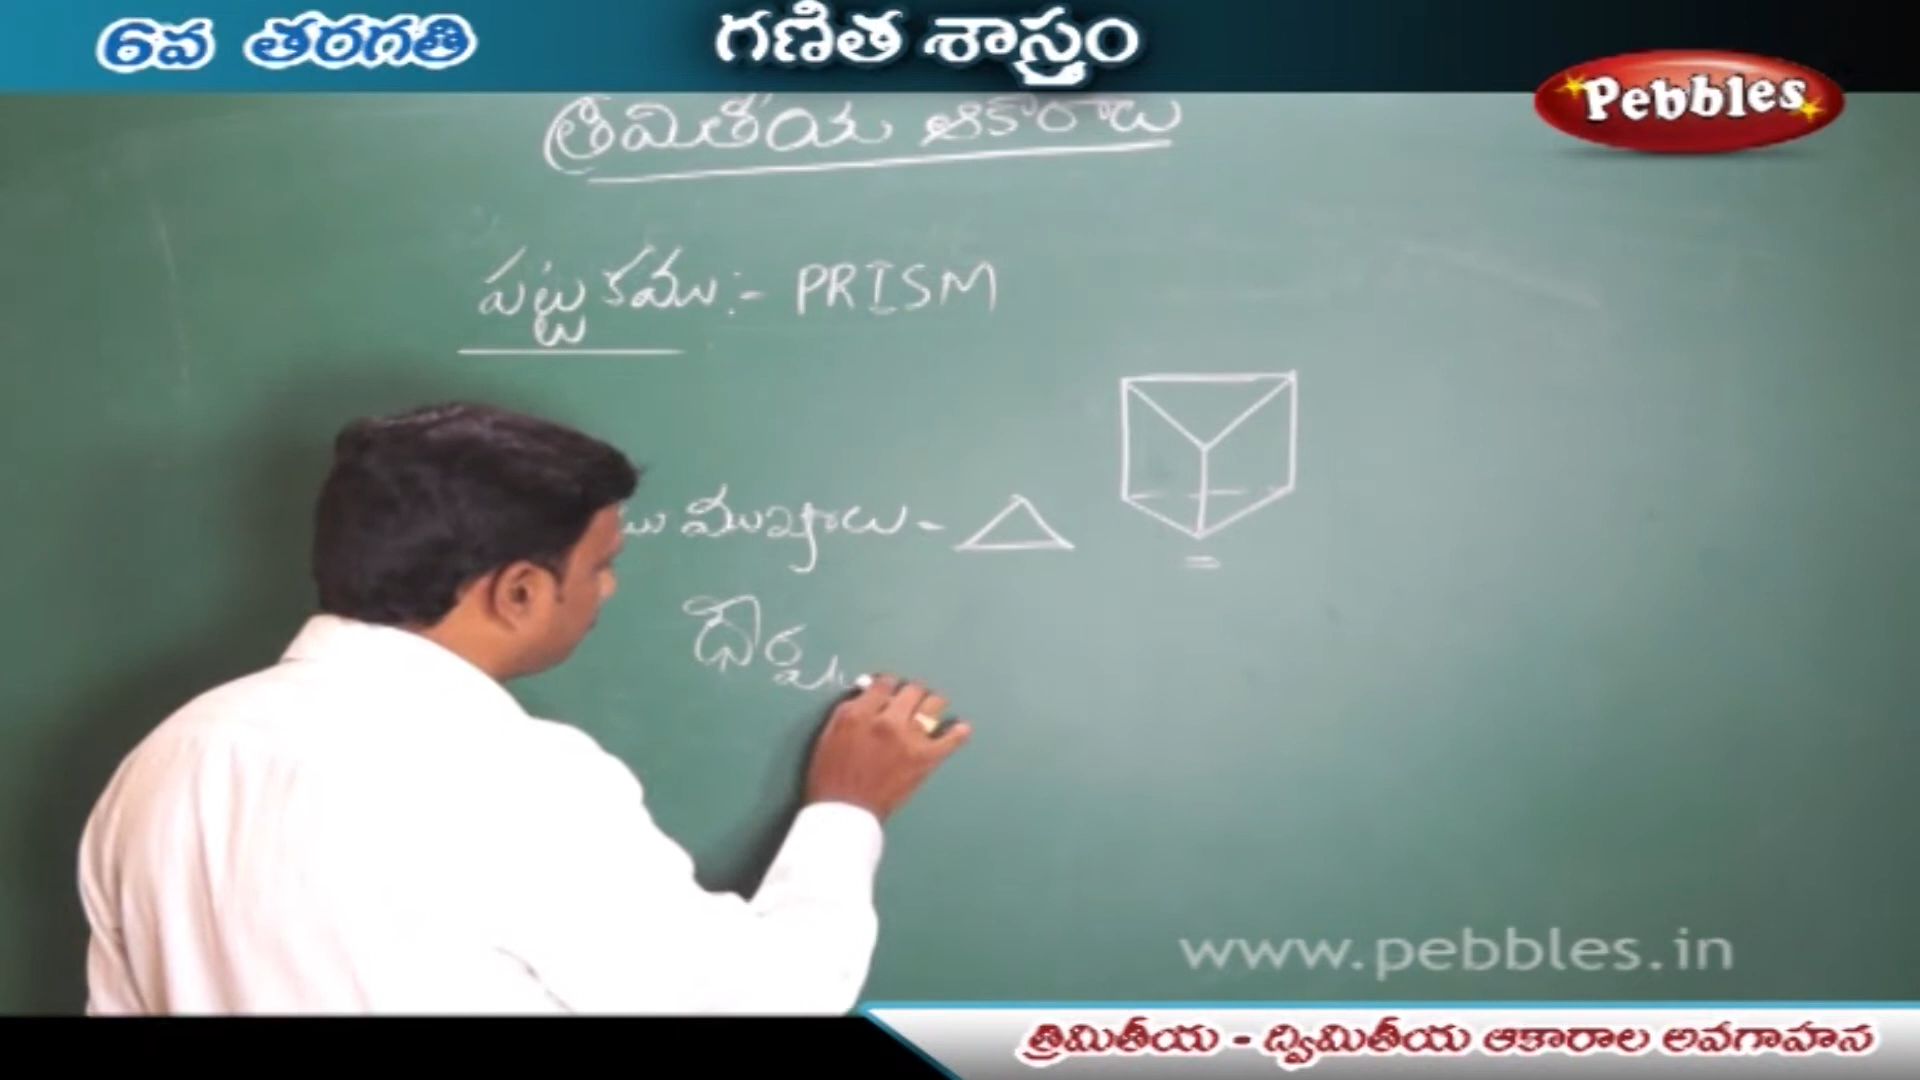 6వ తరగతి
గణిత శాస్త్రం
Pebbles
త్రిమితీయ ఆకారాలు
పట్టకము:- PRISM
ముఖాలు -
www.pebbles.in
త్రిమితీయ - ద్విమితీయ ఆకారాల అవగాహన